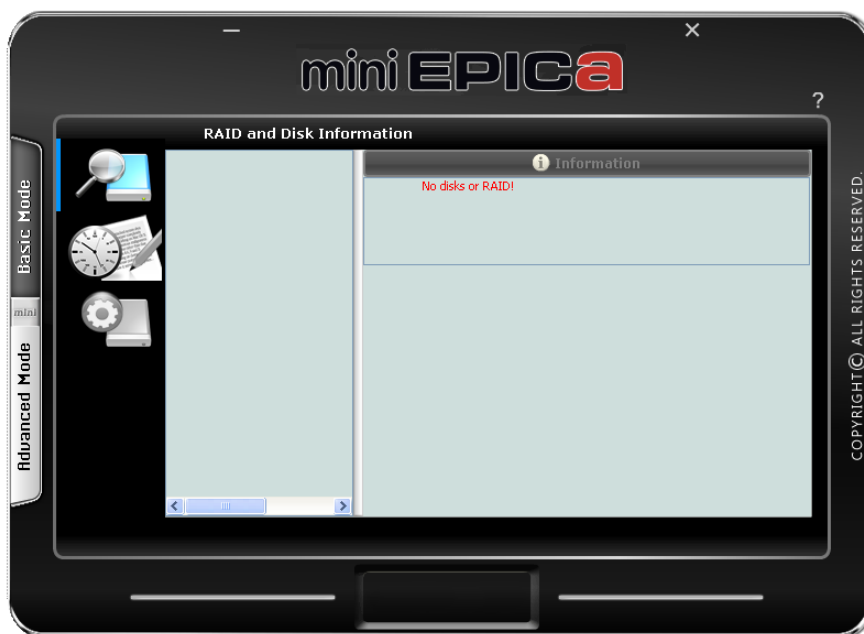 mini EPICa
?
RAID and Disk Information
Information
No disks or RAID!
Basic Mode
mini
Advanced Mode
COPYRIGHT© ALL RIGHTS RESERVED.